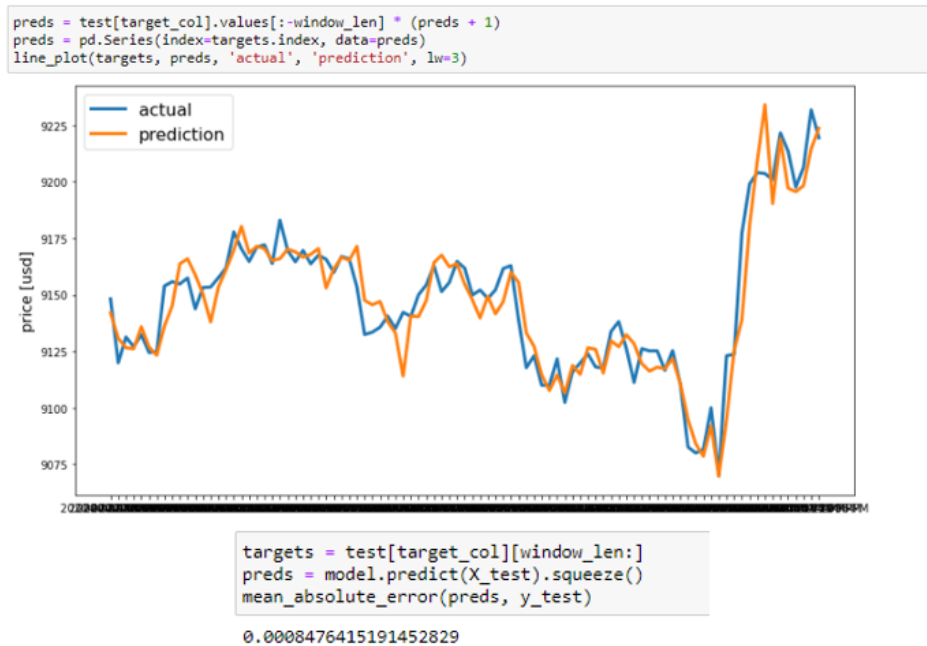 preds = test[target_col].values[:-window_len] * (preds + 1)
preds = pd.Series(index=targets.index, data=preds)
line_plot(targets, preds, 'actual', 'prediction', lw=3)
actual
prediction
9225
9200
9175
9150
9125
9100
9075
price [usd]
targets = test[target_col][window_len:]
preds = model.predict(X_test).squeeze()
mean_absolute_error(preds, y_test)
0.0008476415191452829